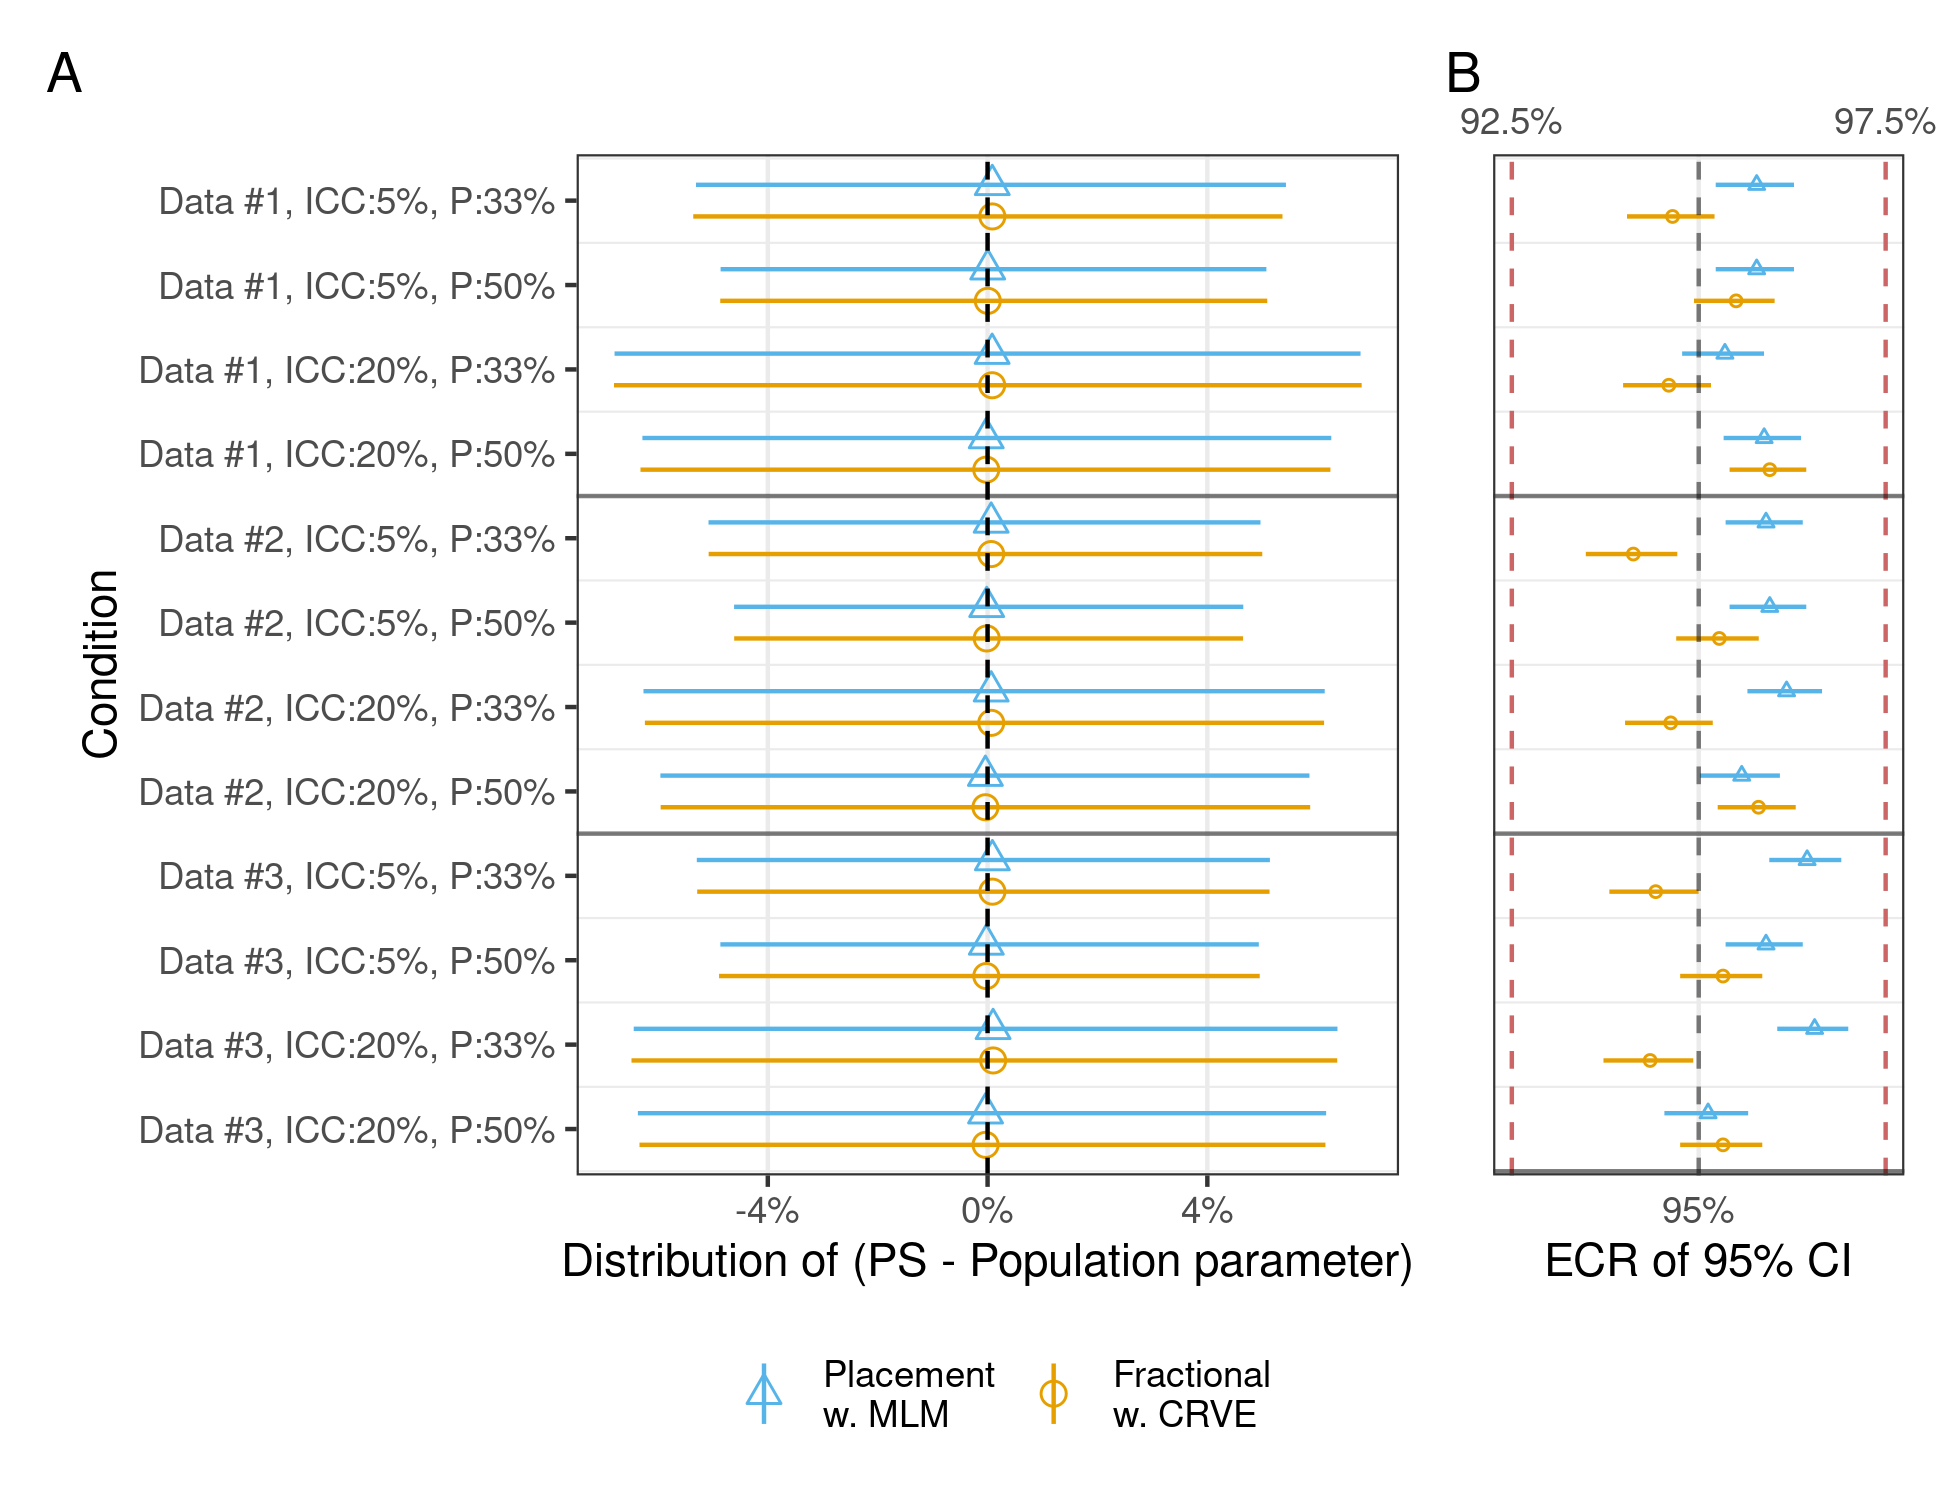 A
B
92.5%
97.5%
Data #1, ICC:5%, P:33%
Data #1, ICC:5%, P:50%
Data #1, ICC:20%, P:33%
Data #1, ICC:20%, P:50%
Data #2, ICC:5%, P:33%
Data #2, ICC:5%, P:50%
Data #2, ICC:20%, P:33%
Data #2, ICC:20%, P:50%
Data #3, ICC:5%, P:33%
Data #3, ICC:5%, P:50%
Data #3, ICC:20%, P:33%
Data #3, ICC:20%, P:50%
Condition
-4%
0%
4%
95%
Distribution of (PS - Population parameter)
ECR of 95% CI
Placement
w. MLM
Fractional
w. CRVE